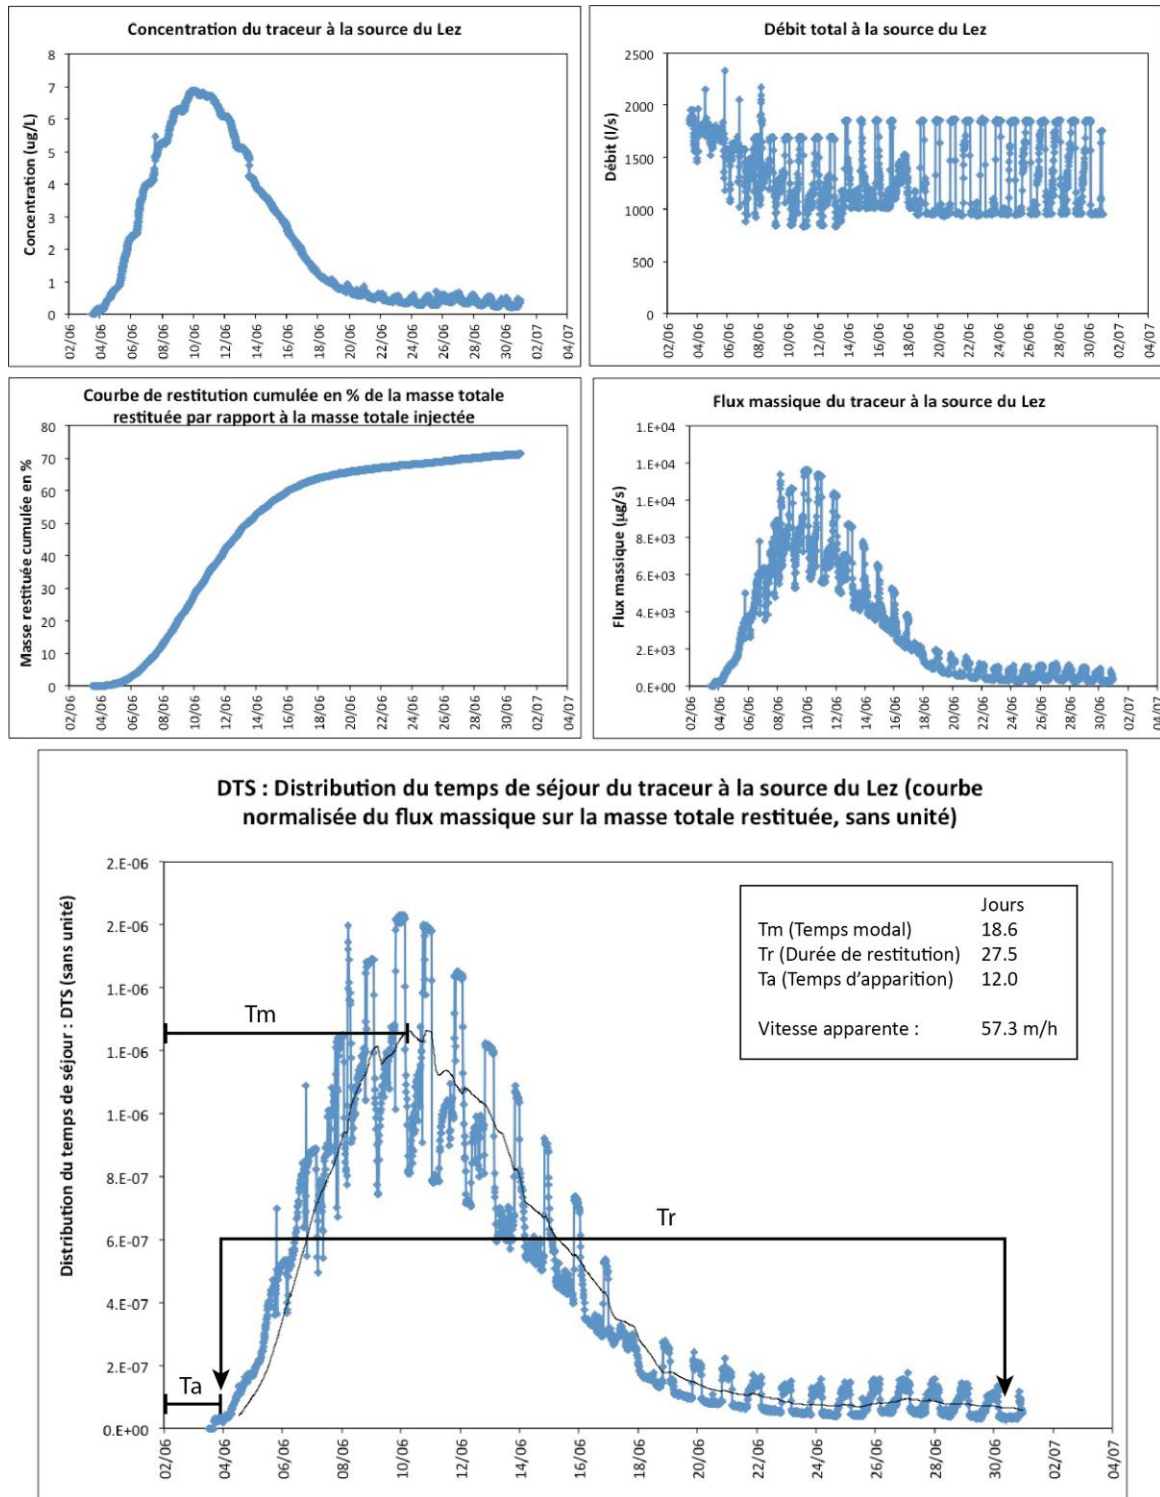 Concentration du traceur à la source du Lez
Concentration (ug/L)
8
7
6
5
4
3
2
1
0
02/06 04/06 06/06 08/06 10/06 12/06 14/06 16/06 18/06 20/06 22/06 24/06 26/06 28/06 30/06 02/07 04/07
Débit total à la source du Lez
Débit (l/s)
2500
2000
1500
1000
500
0
02/06 04/06 06/06 08/06 10/06 12/06 14/06 16/06 18/06 20/06 22/06 24/06 26/06 28/06 30/06 02/07 04/07
Courbe de restitution cumulée en % de la masse totale
restituée par rapport à la masse totale injectée
Masse restituée cumulée en %
80
70
60
50
40
30
20
10
0
02/06 04/06 06/06 08/06 10/06 12/06 14/06 16/06 18/06 20/06 22/06 24/06 26/06 28/06 30/06 02/07 04/07
Flux massique du traceur à la source du Lez
Flux massique (µg/s)
1.E+04
1.E+04
1.E+04
8.E+03
6.E+03
4.E+03
2.E+03
0.E+00
02/06 04/06 06/06 08/06 10/06 12/06 14/06 16/06 18/06 20/06 22/06 24/06 26/06 28/06 30/06 02/07 04/07
DTS : Distribution du temps de séjour du traceur à la source du Lez (courbe
normalisée du flux massique sur la masse totale restituée, sans unité)
Distribution du temps de séjour : DTS (sans unité)
2.E-06
2.E-06
1.E-06
1.E-06
1.E-06
8.E-07
6.E-07
4.E-07
2.E-07
0.E+00
Jours
Tm (Temps modal) 18.6
Tr (Durée de restitution) 27.5
Ta (Temps d'apparition) 12.0
Vitesse apparente : 57.3 m/h
Tm
Tr
Ta
02/06 04/06 06/06 08/06 10/06 12/06 14/06 16/06 18/06 20/06 22/06 24/06 26/06 28/06 30/06 02/07 04/07